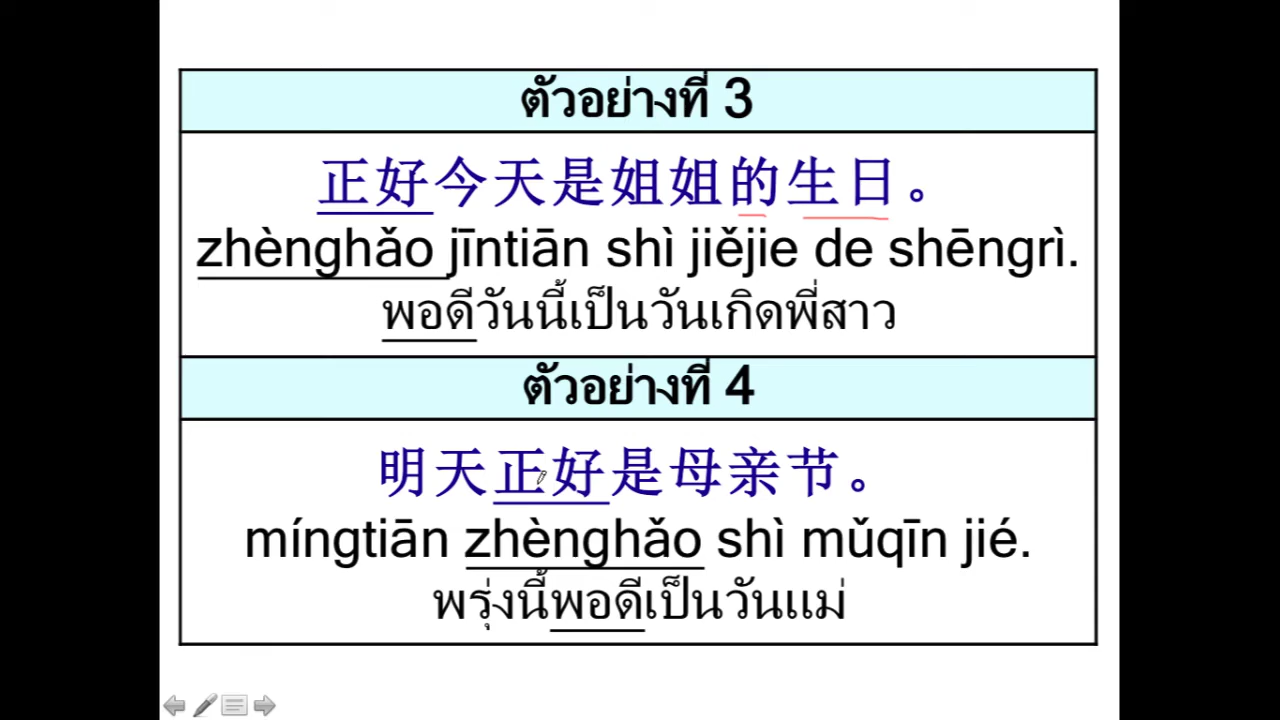 ตัวอย่างที่ 3
正好今天是姐姐的生日。
zhènghǎo jīntiān shì jiějie de shēngrì.
พอดีวันนี้เป็นวันเกิดพี่สาว
ตัวอย่างที่ 4
明天正好是母亲节。
míngtiān zhènghǎo shì mǔqīn jié.
พรุ่งนี้พอดีเป็นวันแม่